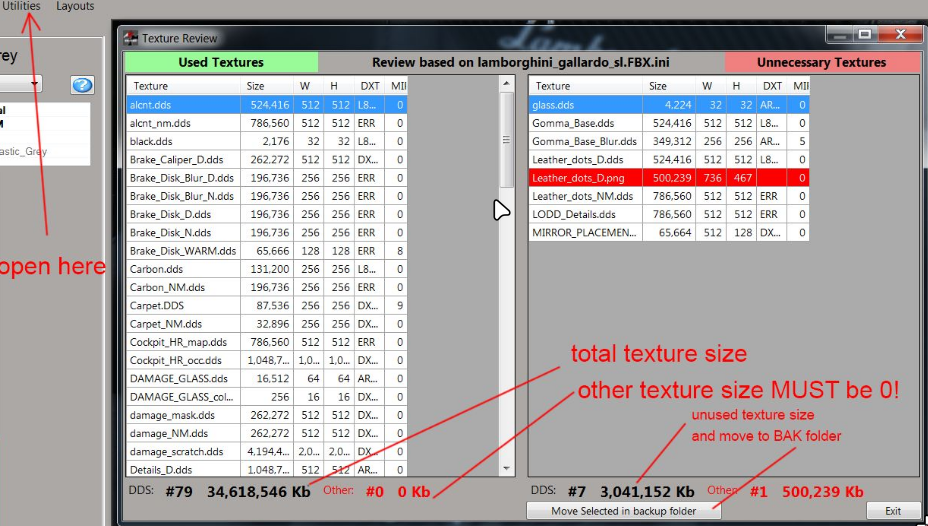 Utilities Layouts
rey
al
M
astic_Grey
open here
Texture Review
Used Textures
Review based on lamborghini_gallardo_sl.FBX.ini
Unnecessary Textures
Texture Size W H DXT MII
alcnt.dds 524,416 512 512 L8... 0
alcnt_nm.dds 786,560 512 512 ERR 0
black.dds 2,176 32 32 L8... 0
Brake_Caliper_D.dds 262,272 512 512 DX... 0
Brake_Disk_Blur_D.dds 196,736 256 256 ERR 0
Brake_Disk_Blur_N.dds 196,736 256 256 DX... 0
Brake_Disk_D.dds 196,736 256 256 ERR 0
Brake_Disk_N.dds 196,736 256 256 ERR 0
Brake_Disk_WARM.dds 65,666 128 128 ERR 8
Carbon.dds 131,200 256 256 L8... 0
Carbon_NM.dds 196,736 256 256 ERR 0
Carpet.DDS 87,536 256 256 DX... 9
Carpet_NM.dds 32,896 256 256 DX... 0
Cockpit_HR_map.dds 786,560 512 512 ERR 0
Cockpit_HR_occ.dds 1,048,7... 1,0... 1,0... DX... 0
DAMAGE_GLASS.dds 16,512 64 64 AR... 0
DAMAGE_GLASS_col... 256 16 16 DX... 0
damage_mask.dds 262,272 512 512 DX... 0
damage_NM.dds 262,272 512 512 DX... 0
damage_scratch.dds 4,194,4... 2,0... 2,0... DX... 0
Details_D.dds 1,048,7... 512 512 AR... 0
Texture Size W H DXT MII
glass.dds 4,224 32 32 AR... 0
Gomma_Base.dds 524,416 512 512 L8... 0
Gomma_Base_Blur.dds 349,312 256 256 AR... 5
Leather_dots_D.dds 524,416 512 512 L8... 0
Leather_dots_D.png 500,239 736 467 0
Leather_dots_NM.dds 786,560 512 512 ERR 0
LODD_Details.dds 786,560 512 512 ERR 0
MIRROR_PLACEMEN... 65,664 512 128 DX... 0
total texture size
other texture size MUST be 0!
unused texture size
and move to BAK folder
DDS: #79 34,618,546 Kb Other: #0 0 Kb
DDS: #7 3,041,152 Kb Other: #1 500,239 Kb
Move Selected in backup folder
Exit